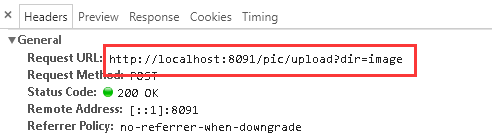 Headers Preview Response Cookies Timing
General
Request URL: http://localhost:8091/pic/upload?dir=image
Request Method: POST
Status Code: 200 OK
Remote Address: [::1]:8091
Referrer Policy: no-referrer-when-downgrade